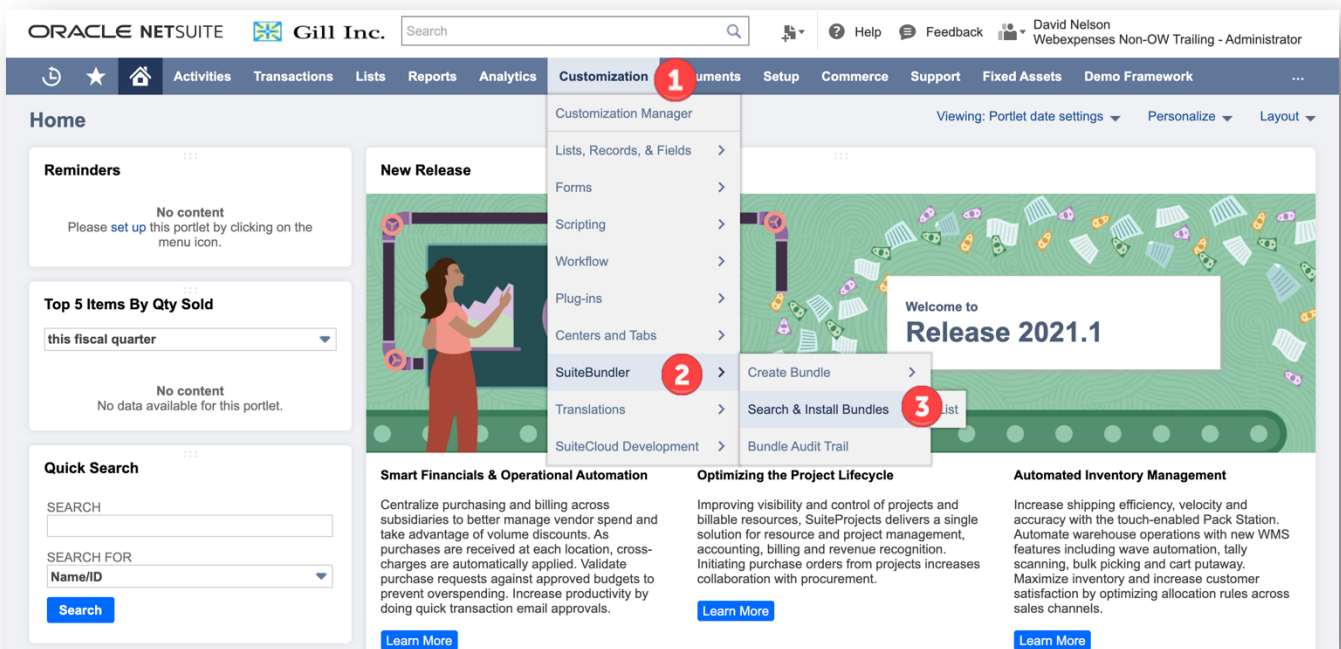 ORACLE NETSUITE Gill Inc. Search Help Feedback David Nelson
Webexpenses Non-OW Trailing - Administrator
Activities Transactions Lists Reports Analytics Customization 1 uments Setup Commerce Support Fixed Assets Demo Framework ...
Home
Viewing: Portlet date settings Personalize Layout
Customization Manager
Lists, Records, & Fields
Forms
Scripting
Workflow
Plug-ins
Centers and Tabs
SuiteBundler 2
Translations
SuiteCloud Development
Create Bundle
Search & Install Bundles 3 List
Bundle Audit Trail
Reminders
No content
Please set up this portlet by clicking on the
menu icon.
Top 5 Items By Qty Sold
this fiscal quarter
No content
No data available for this portlet.
Quick Search
SEARCH
SEARCH FOR
Name/ID
Search
New Release
Welcome to
Release 2021.1
Smart Financials & Operational Automation
Centralize purchasing and billing across
subsidiaries to better manage vendor spend and
take advantage of volume discounts. As
purchases are received at each location, cross-
charges are automatically applied. Validate
purchase requests against approved budgets to
prevent overspending. Increase productivity by
doing quick transaction email approvals.
Learn More
Optimizing the Project Lifecycle
Improving visibility and control of projects and
billable resources, SuiteProjects delivers a single
solution for resource and project management,
accounting, billing and revenue recognition.
Initiating purchase orders from projects increases
collaboration with procurement.
Learn More
Automated Inventory Management
Increase shipping efficiency, velocity and
accuracy with the touch-enabled Pack Station.
Automate warehouse operations with new WMS
features including wave automation, tally
scanning, bulk picking and cart putaway.
Maximize inventory and increase customer
satisfaction by optimizing allocation rules across
sales channels.
Learn More